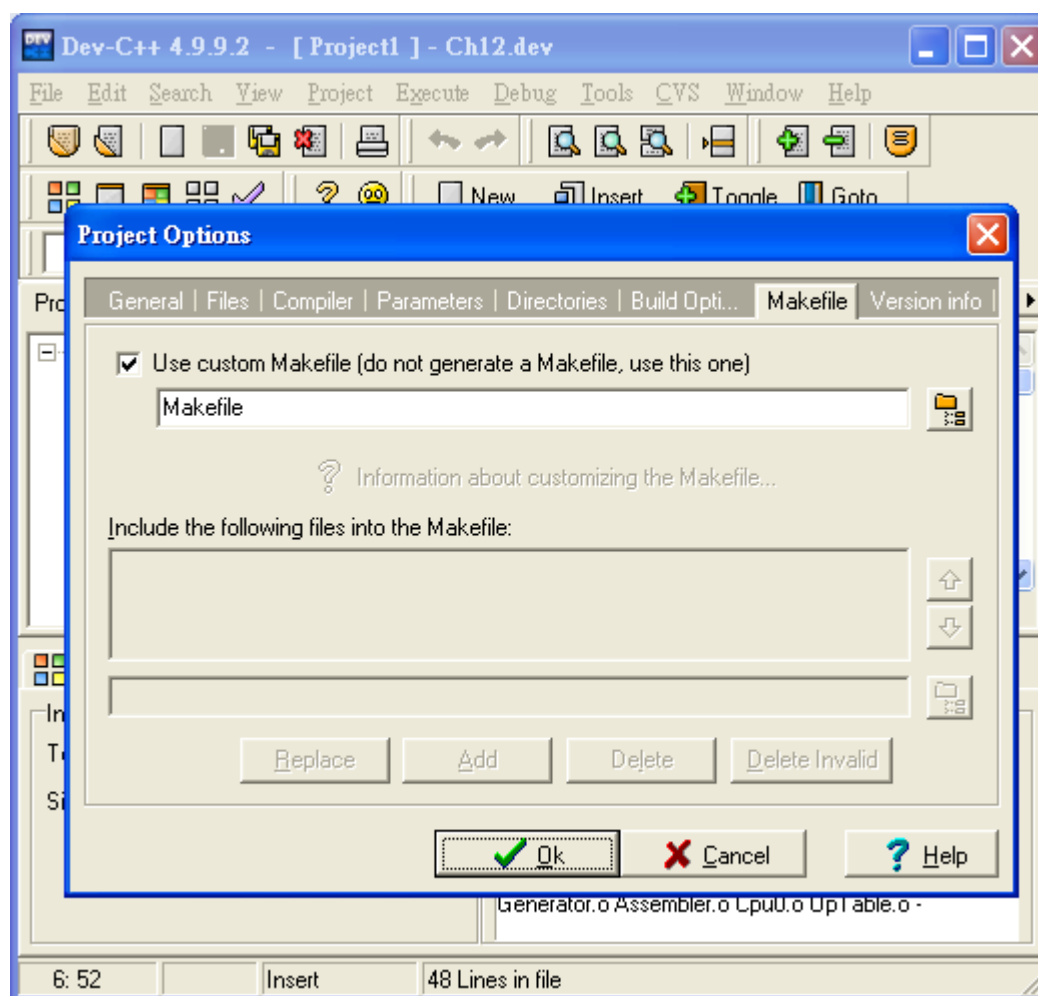 Dev-C++ 4.9.9.2 - [ Project1 ] - Ch12.dev
File Edit Search View Project Execute Debug Tools CVS Window Help
New Insert Toggle Goto
Project Options
Pro
General | Files | Compiler | Parameters | Directories | Build Opti... Makefile Version info
Use custom Makefile (do not generate a Makefile, use this one)
Makefile
Information about customizing the Makefile...
Include the following files into the Makefile:
In
Si
Replace Add Delete Delete Invalid
Ok Cancel Help
Generator.o Assembler.o Cpu0.o OpTable.o -
6: 52 Insert 48 Lines in file